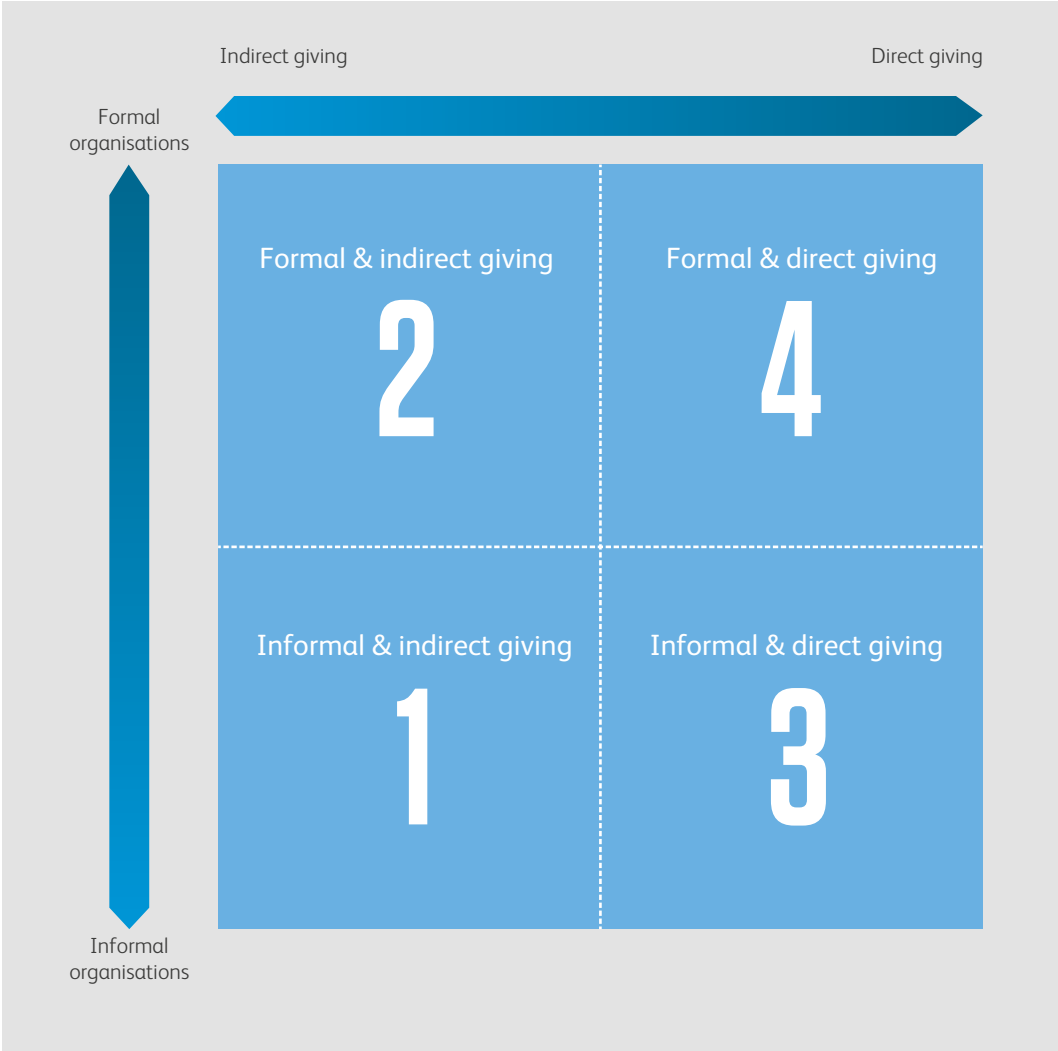 Indirect giving
Direct giving
Formal
organisations
Formal & indirect giving
2
Formal & direct giving
4
Informal & indirect giving
1
Informal & direct giving
3
Informal
organisations